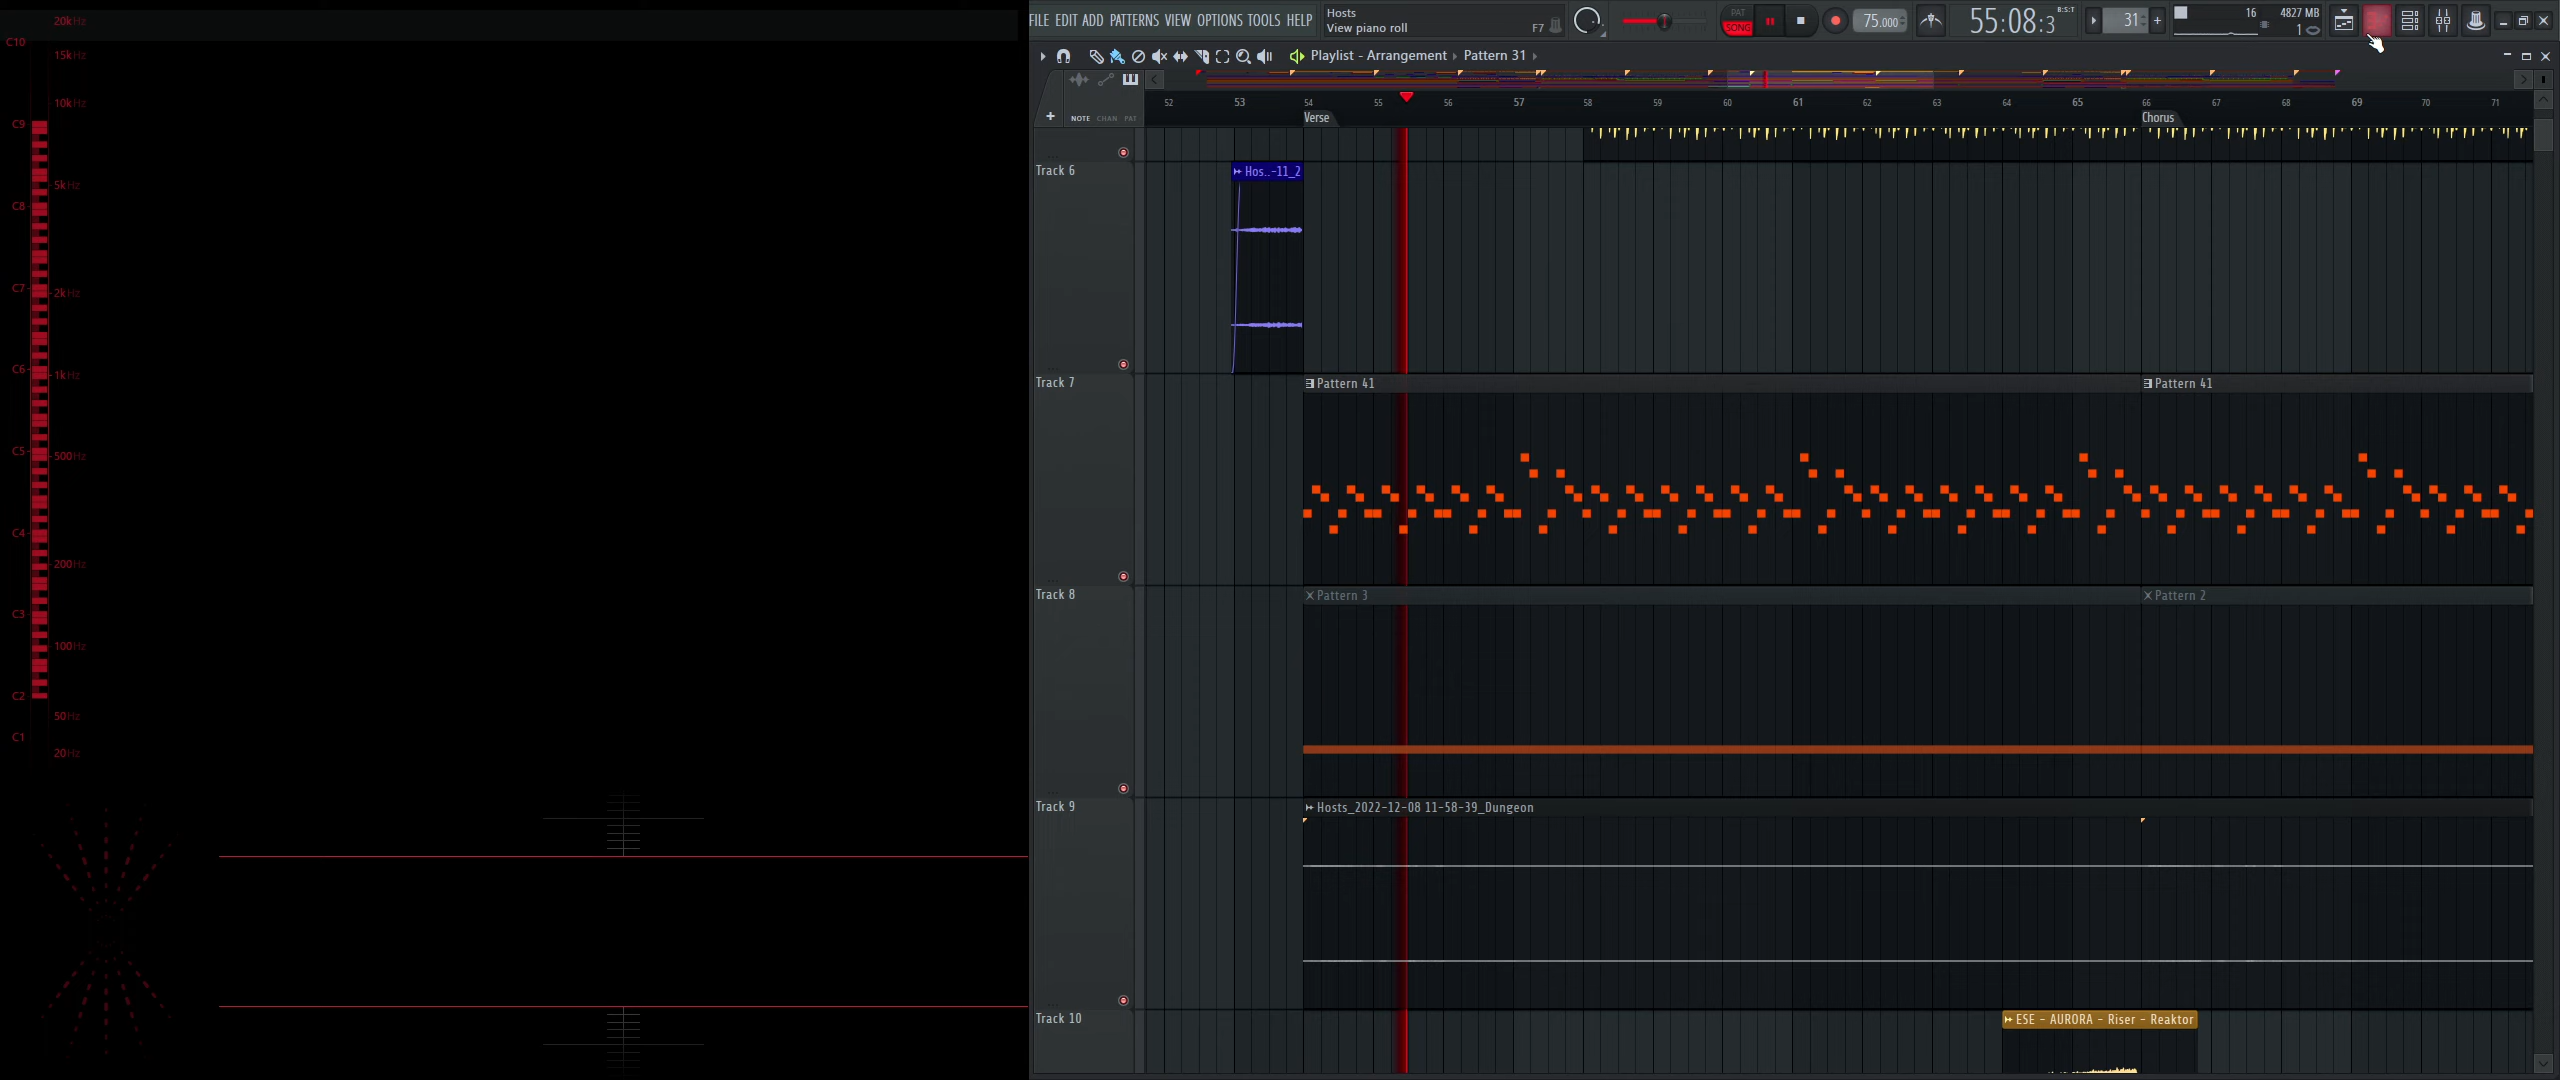 20kHz
C10
15kHz
10kHz
C9
5kHz
C8
C7
2kHz
C6
1kHz
C5
500Hz
C4
200Hz
C3
100Hz
C2
50Hz
C1
20Hz
FILE EDIT ADD PATTERNS VIEW OPTIONS TOOLS HELP
Hosts
View piano roll F7
PAT
SONG
75.000
55:08:3
B:S:T
31
16
4827 MB
1
Playlist - Arrangement › Pattern 31 ›
NOTE CHAN PAT
52 53 54 55 56 57 58 59 60 61 62 63 64 65 66 67 68 69 70 71
Verse
Chorus
Track 6
Hos..-11_2
Track 7
Pattern 41
Pattern 41
Track 8
Pattern 3
Pattern 2
Track 9
Hosts_2022-12-08 11-58-39_Dungeon
Track 10
ESE - AURORA - Riser - Reaktor